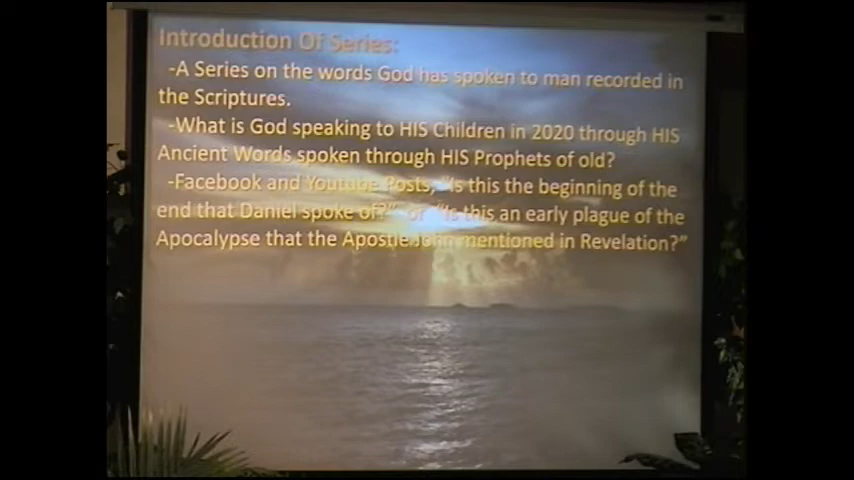 Introduction Of Series:
-A Series on the words God has spoken to man recorded in
the Scriptures.
-What is God speaking to HIS Children in 2020 through HIS
Ancient Words spoken through HIS Prophets of old?
-Facebook and Youtube Posts, "Is this the beginning of the
end that Daniel spoke of?" or "Is this an early plague of the
Apocalypse that the Apostle John mentioned in Revelation?"